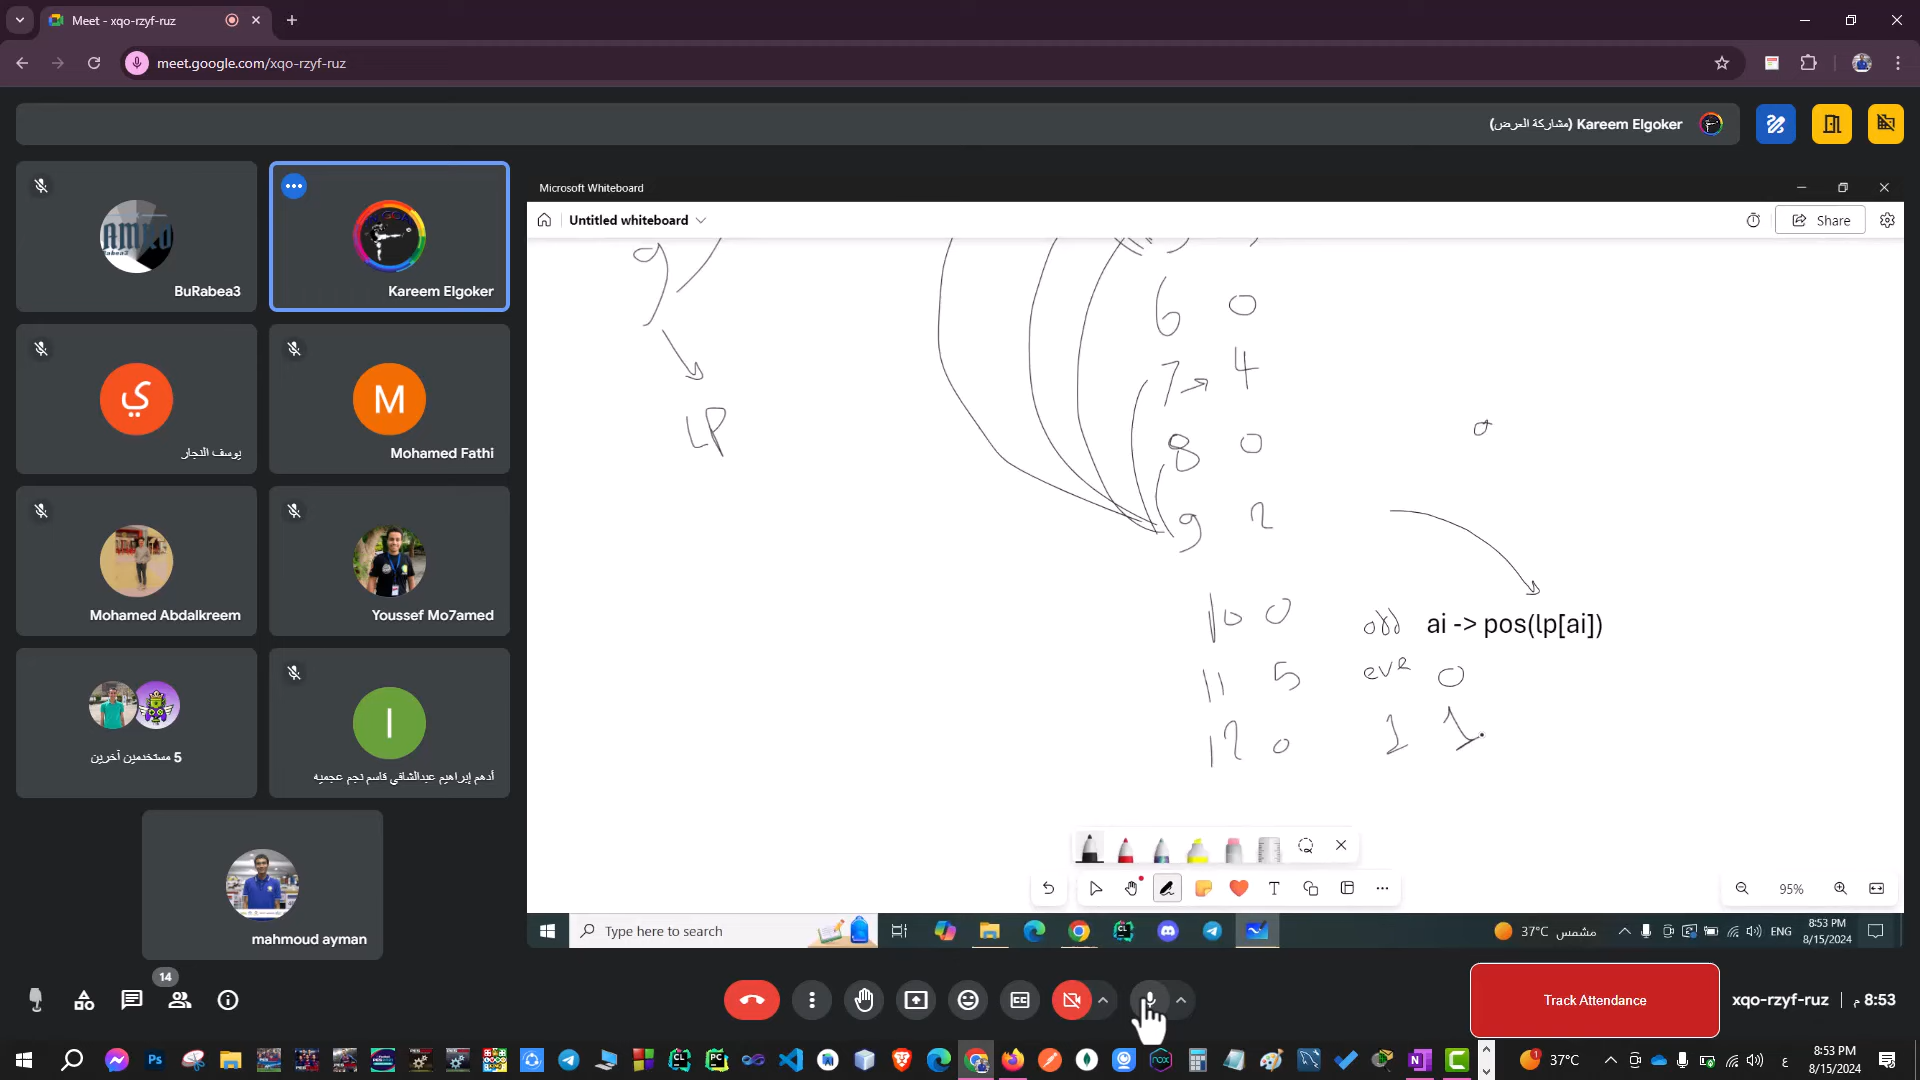 Meet - xqo-rzyf-ruz
meet.google.com/xqo-rzyf-ruz
Kareem Elgoker (مشاركة العرض)
BuRabea3
Kareem Elgoker
يوسف النجار
Mohamed Fathi
M
ي
Mohamed Abdalkreem
Youssef Mo7amed
5 مستخدمين آخرين
أدهم إبراهيم عبدالشافي قاسم نجم عجميه
I
mahmoud ayman
Microsoft Whiteboard
Untitled whiteboard
Share
9
6 0
7 → 4
LP
8 0
9 2
10 0 odd ai -> pos(lp[ai])
11 5 eve 0
12 0 1 1
95%
Type here to search
37°C مشمس
ENG
8:53 PM
8/15/2024
14
Track Attendance
xqo-rzyf-ruz
8:53 م
37°C
ع
8:53 PM
8/15/2024